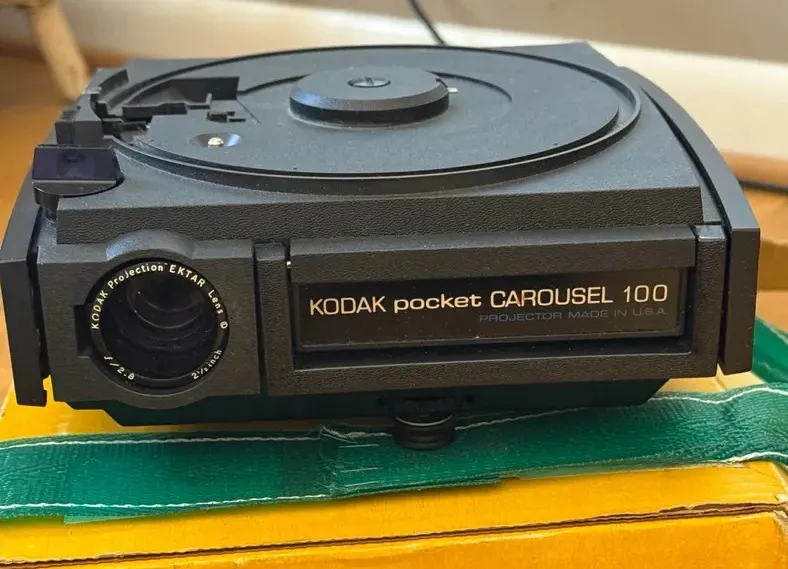 KODAK Projection EKTAR Lens ©
f/2.8
2½ inch
KODAK pocket CAROUSEL 100
PROJECTOR MADE IN U.S.A.